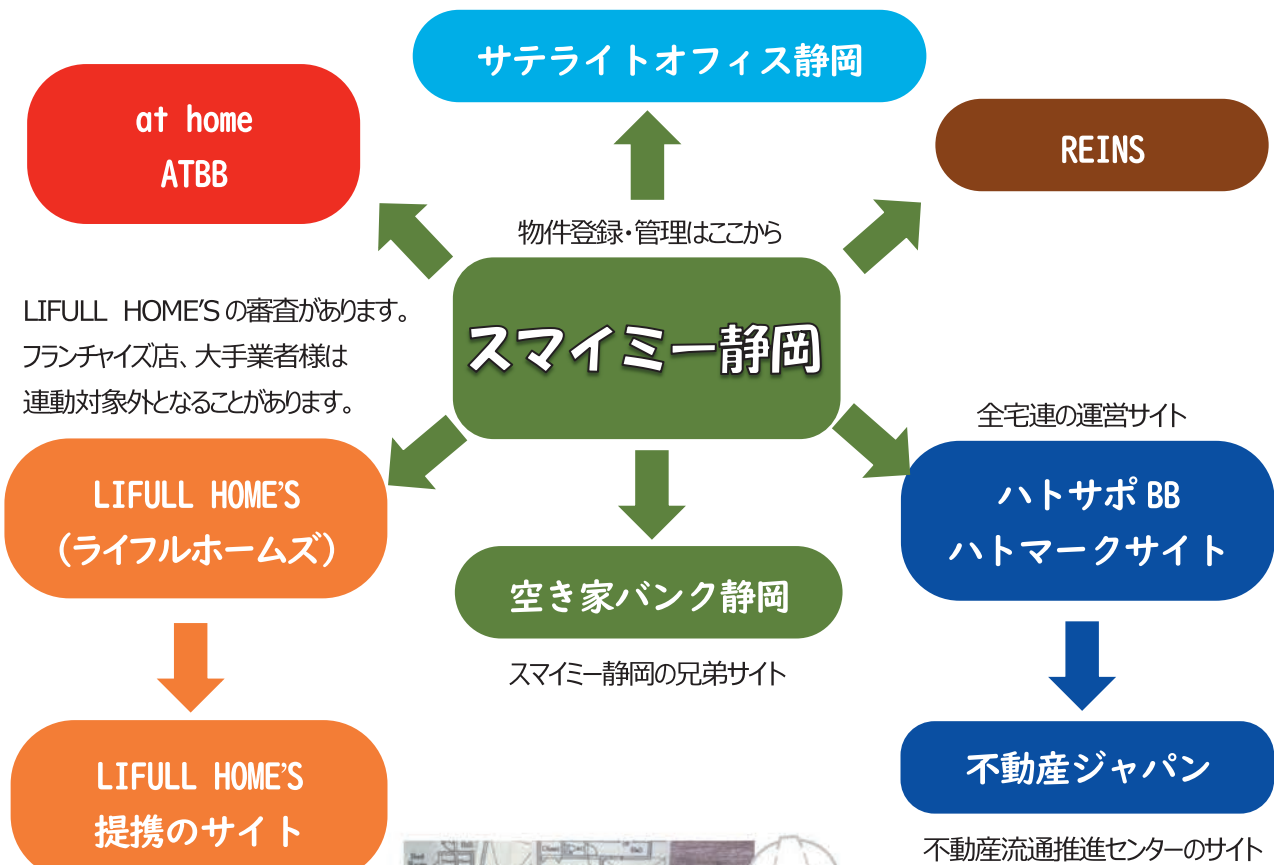 サテライトオフィス静岡
at home
ATBB
REINS
物件登録・管理はここから
スマイミー静岡
LIFULL HOME'Sの審査があります。
フランチャイズ店、大手業者様は
連動対象外となることがあります。
全宅連の運営サイト
LIFULL HOME'S
(ライフルホームズ)
ハトサポBB
ハトマークサイト
空き家バンク静岡
スマイミー静岡の兄弟サイト
LIFULL HOME'S
提携のサイト
不動産ジャパン
不動産流通推進センターのサイト